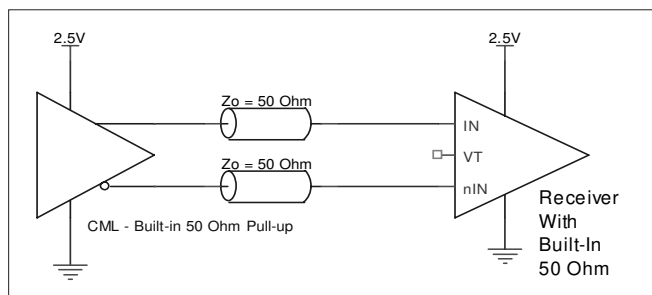 2.5V
2.5V
Zo = 50 Ohm
IN
VT
Zo = 50 Ohm
nIN
CML - Built-in 50 Ohm Pull-up
Receiver
With
Built-In
50 Ohm